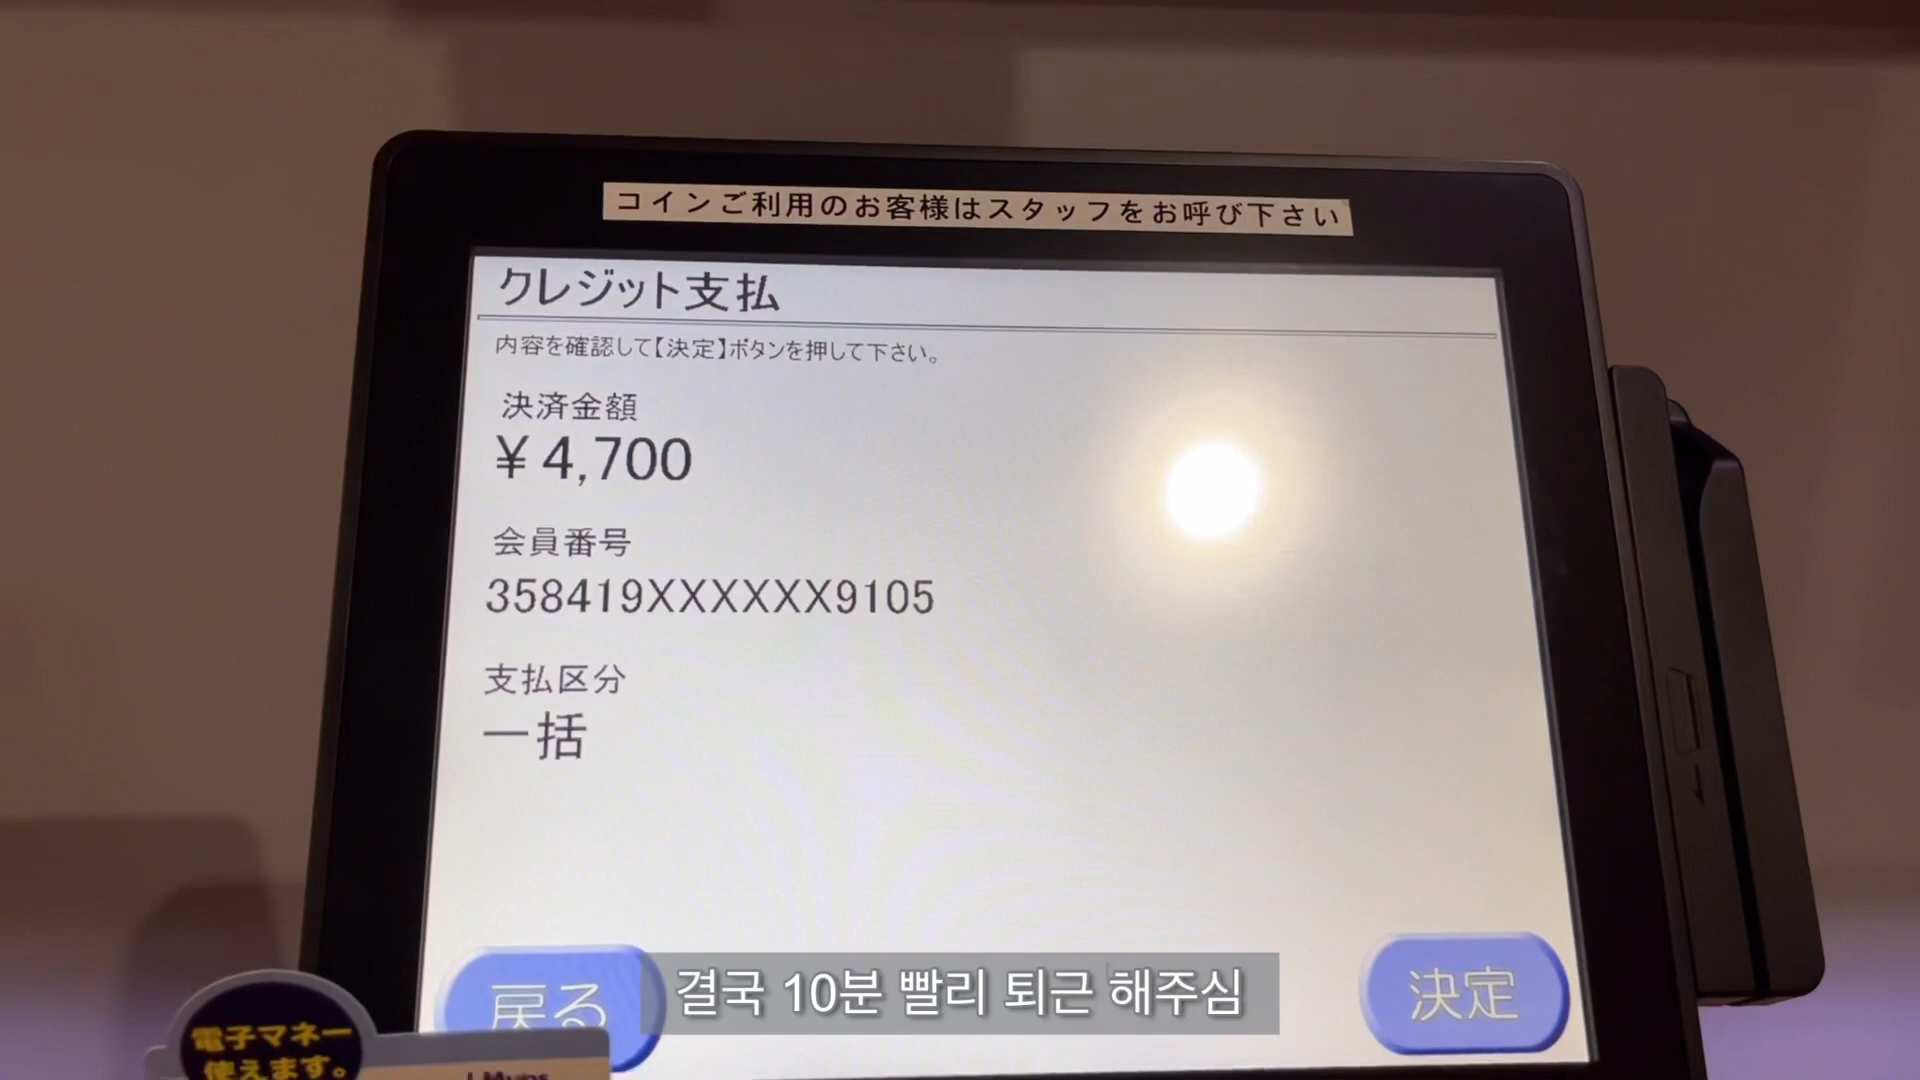 コインご利用のお客様はスタッフをお呼び下さい
クレジット支払
内容を確認して【決定】ボタンを押して下さい。
決済金額
¥4,700
会員番号
358419XXXXXX9105
支払区分
一括
戻る
결국 10분 빨리 퇴근 해주심
決定
電子マネー
使えます。